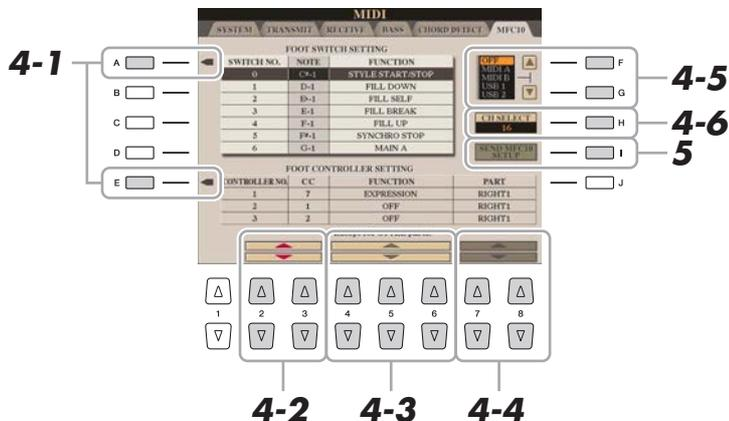 MIDI
SYSTEM TRANSMIT RECEIVE BASS CHORD DETECT MFC10
FOOT SWITCH SETTING
SWITCH NO. NOTE FUNCTION
0 C#-1 STYLE START/STOP
1 D-1 FILL DOWN
2 E♭-1 FILL SELF
3 E-1 FILL BREAK
4 F-1 FILL UP
5 F#-1 SYNCHRO STOP
6 G-1 MAIN A
OFF
MIDI A
MIDI B
USB 1
USB 2
CH SELECT
16
SEND MFC10
SETUP
FOOT CONTROLLER SETTING
CONTROLLER NO. CC FUNCTION PART
1 7 EXPRESSION RIGHT1
2 1 OFF RIGHT1
3 2 OFF RIGHT1
A
B
C
D
E
F
G
H
I
J
4-1
4-5
4-6
5
1 2 3 4 5 6 7 8
4-2 4-3 4-4